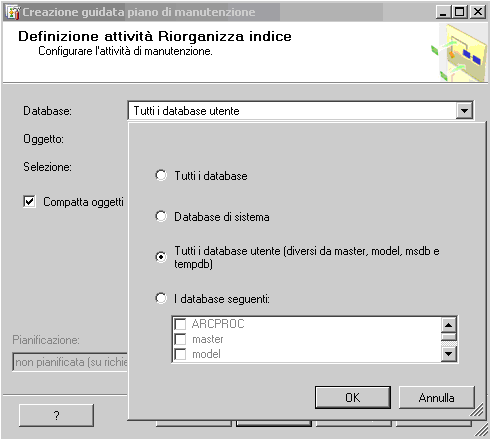 Creazione guidata piano di manutenzione
Definizione attività Riorganizza indice
Configurare l'attività di manutenzione.
Database:
Tutti i database utente
Oggetto:
Selezione:
Compatta oggetti
Tutti i database
Database di sistema
Tutti i database utente (diversi da master, model, msdb e
tempdb)
I database seguenti:
ARCPROC
master
model
Pianificazione:
non pianificata (su richie
OK
Annulla
?